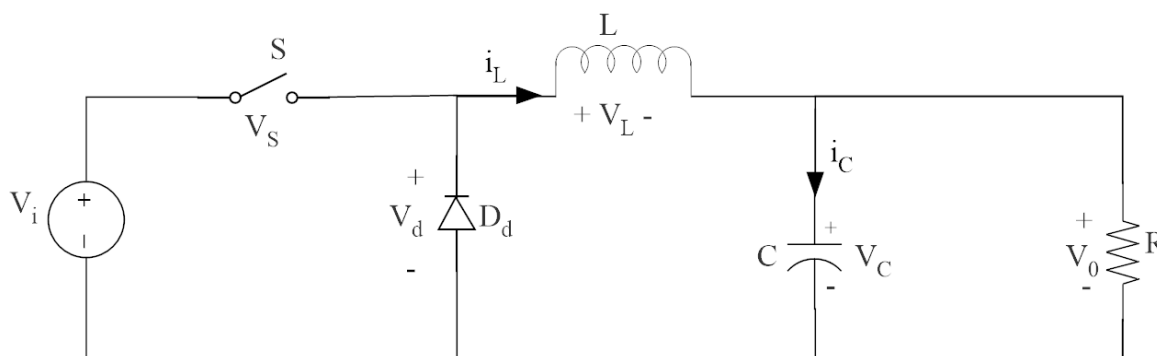 L
S
i_L
V_S
+ V_L -
i_C
V_i
+
-
+
V_d
-
D_d
C
+
V_C
-
+
V_0
-
R